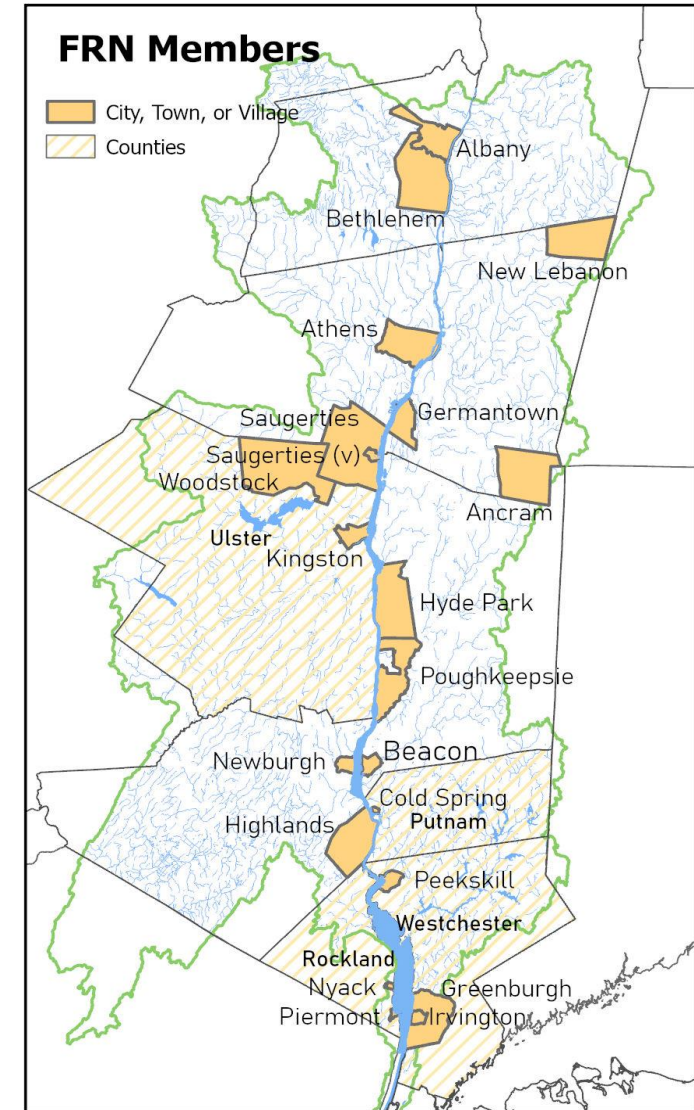 FRN Members
City, Town, or Village
Counties
Albany
Bethlehem
New Lebanon
Athens
Germantown
Saugerties
Saugerties (v)
Woodstock
Ancram
Ulster
Kingston
Hyde Park
Poughkeepsie
Newburgh
Beacon
Cold Spring
Putnam
Highlands
Peekskill
Westchester
Rockland
Nyack
Greenburgh
Piermont
Irvington